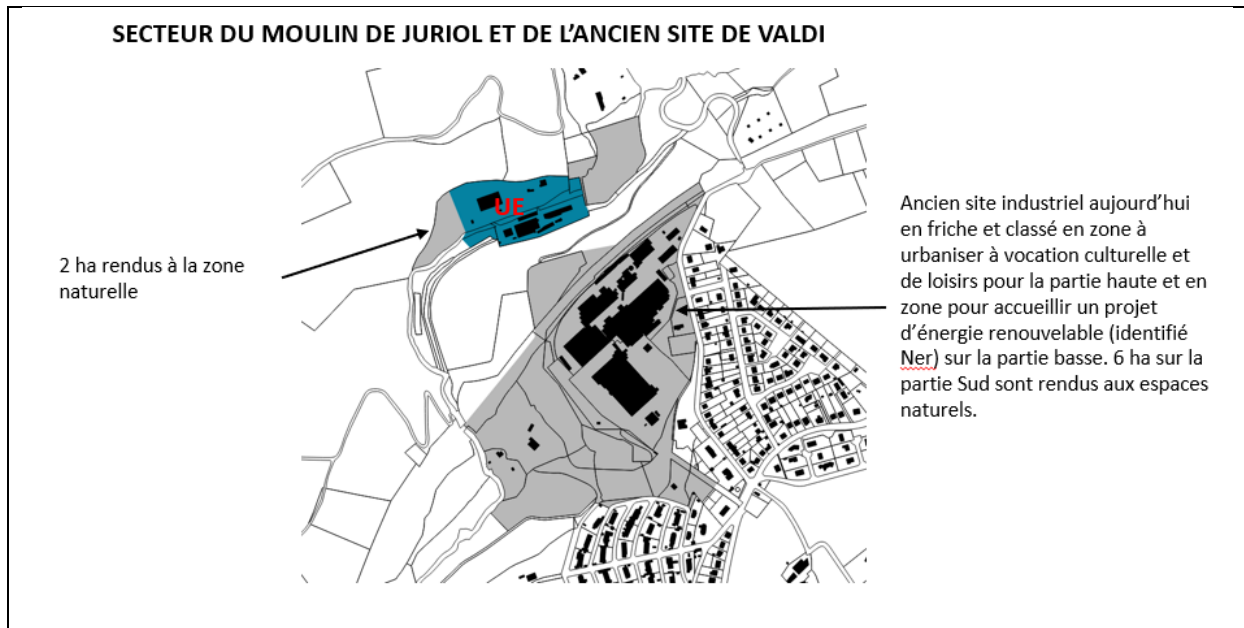 SECTEUR DU MOULIN DE JURIOL ET DE L'ANCIEN SITE DE VALDI
UE
2 ha rendus à la zone
naturelle
Ancien site industriel aujourd'hui
en friche et classé en zone à
urbaniser à vocation culturelle et
de loisirs pour la partie haute et en
zone pour accueillir un projet
d'énergie renouvelable (identifié
Ner) sur la partie basse. 6 ha sur la
partie Sud sont rendus aux espaces
naturels.